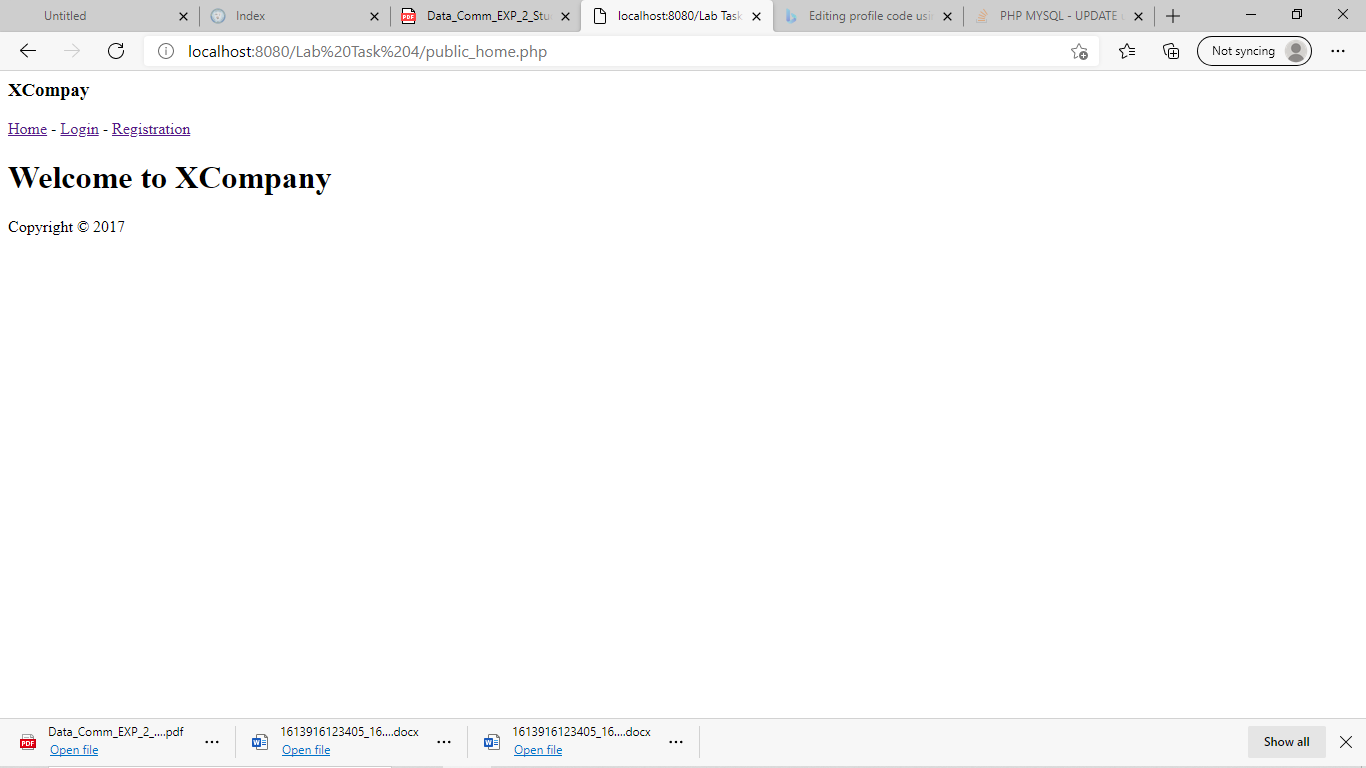 Untitled
Index
Data_Comm_EXP_2_Stu
localhost:8080/Lab Task
Editing profile code usi
PHP MYSQL - UPDATE
localhost:8080/Lab%20Task%204/public_home.php
Not syncing
XCompay
Home - Login - Registration
Welcome to XCompany
Copyright © 2017
Data_Comm_EXP_2_....pdf
Open file
1613916123405_16....docx
Open file
1613916123405_16....docx
Open file
Show all